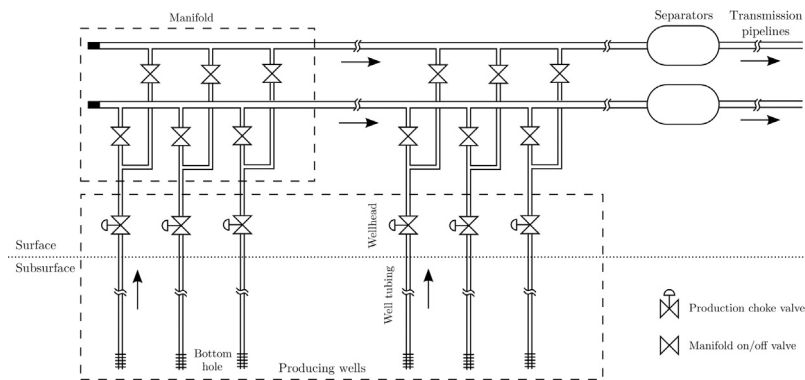 Manifold
Separators
Transmission
pipelines
Wellhead
Surface
Subsurface
Well tubing
Production choke valve
Manifold on/off valve
Bottom
hole
Producing wells